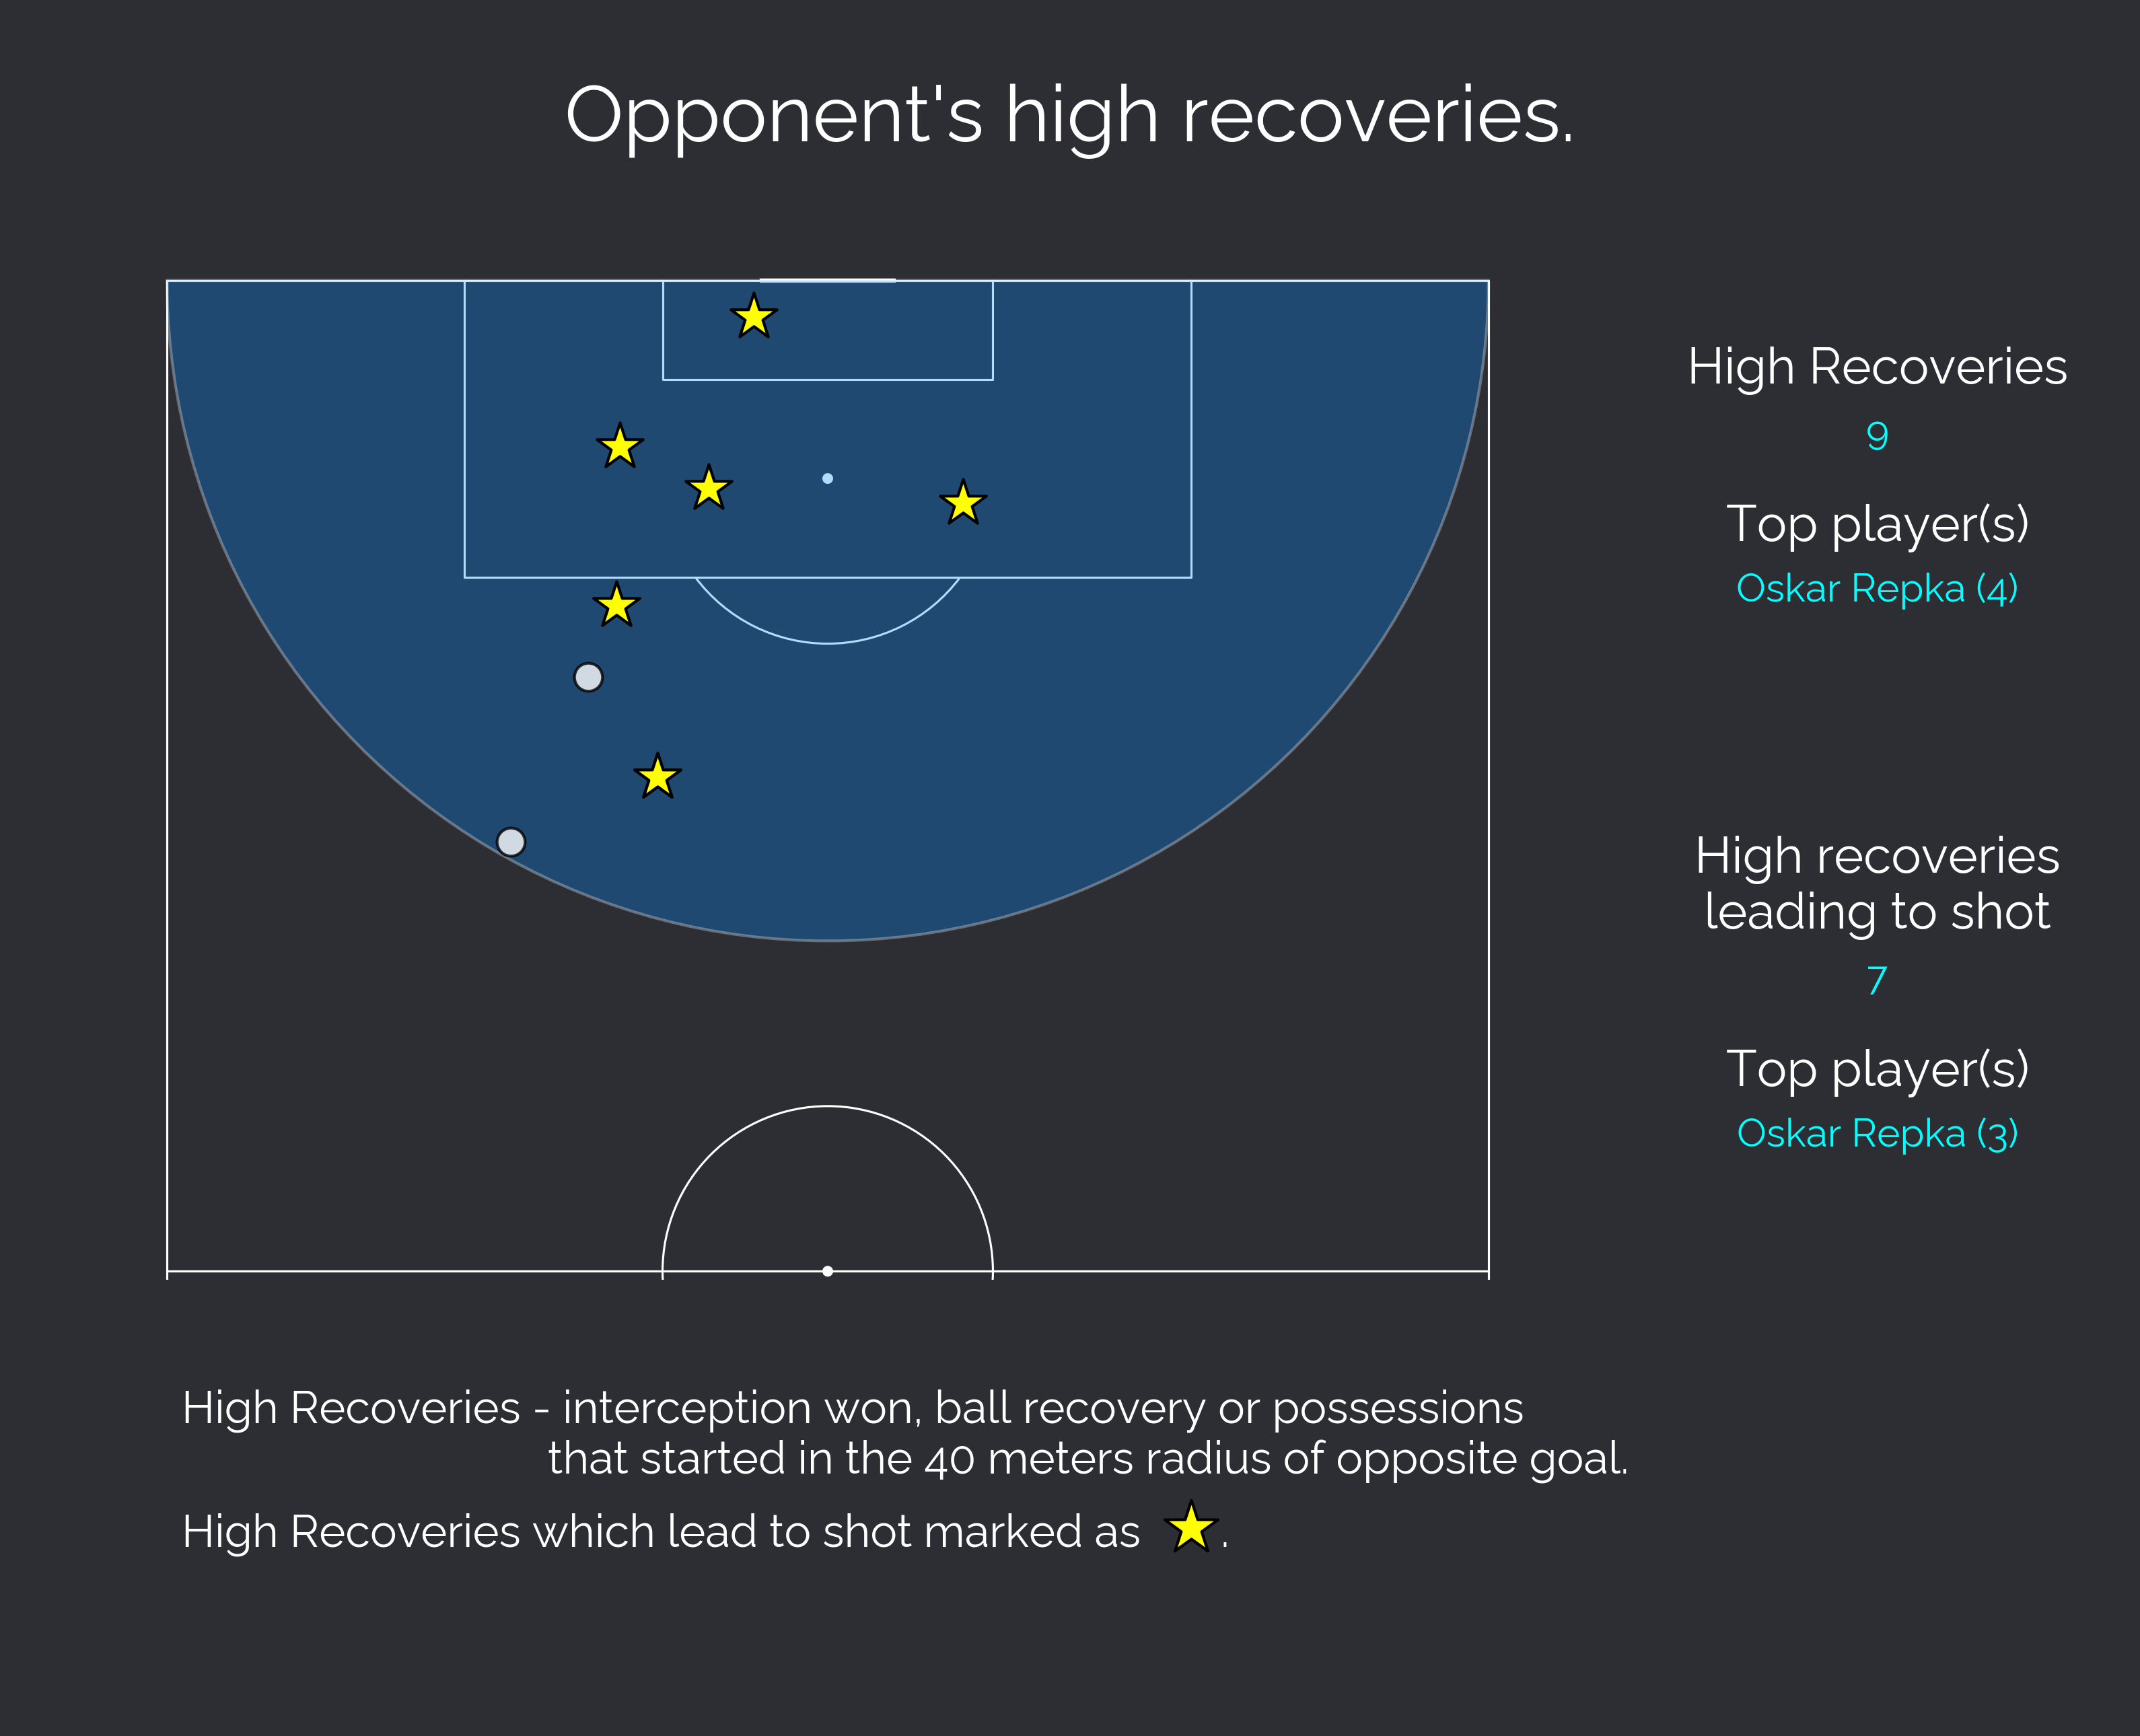 Opponent's high recoveries.
High Recoveries
9
Top player(s)
Oskar Repka (4)
High recoveries
leading to shot
7
Top player(s)
Oskar Repka (3)
High Recoveries - interception won, ball recovery or possessions
that started in the 40 meters radius of opposite goal.
High Recoveries which lead to shot marked as .